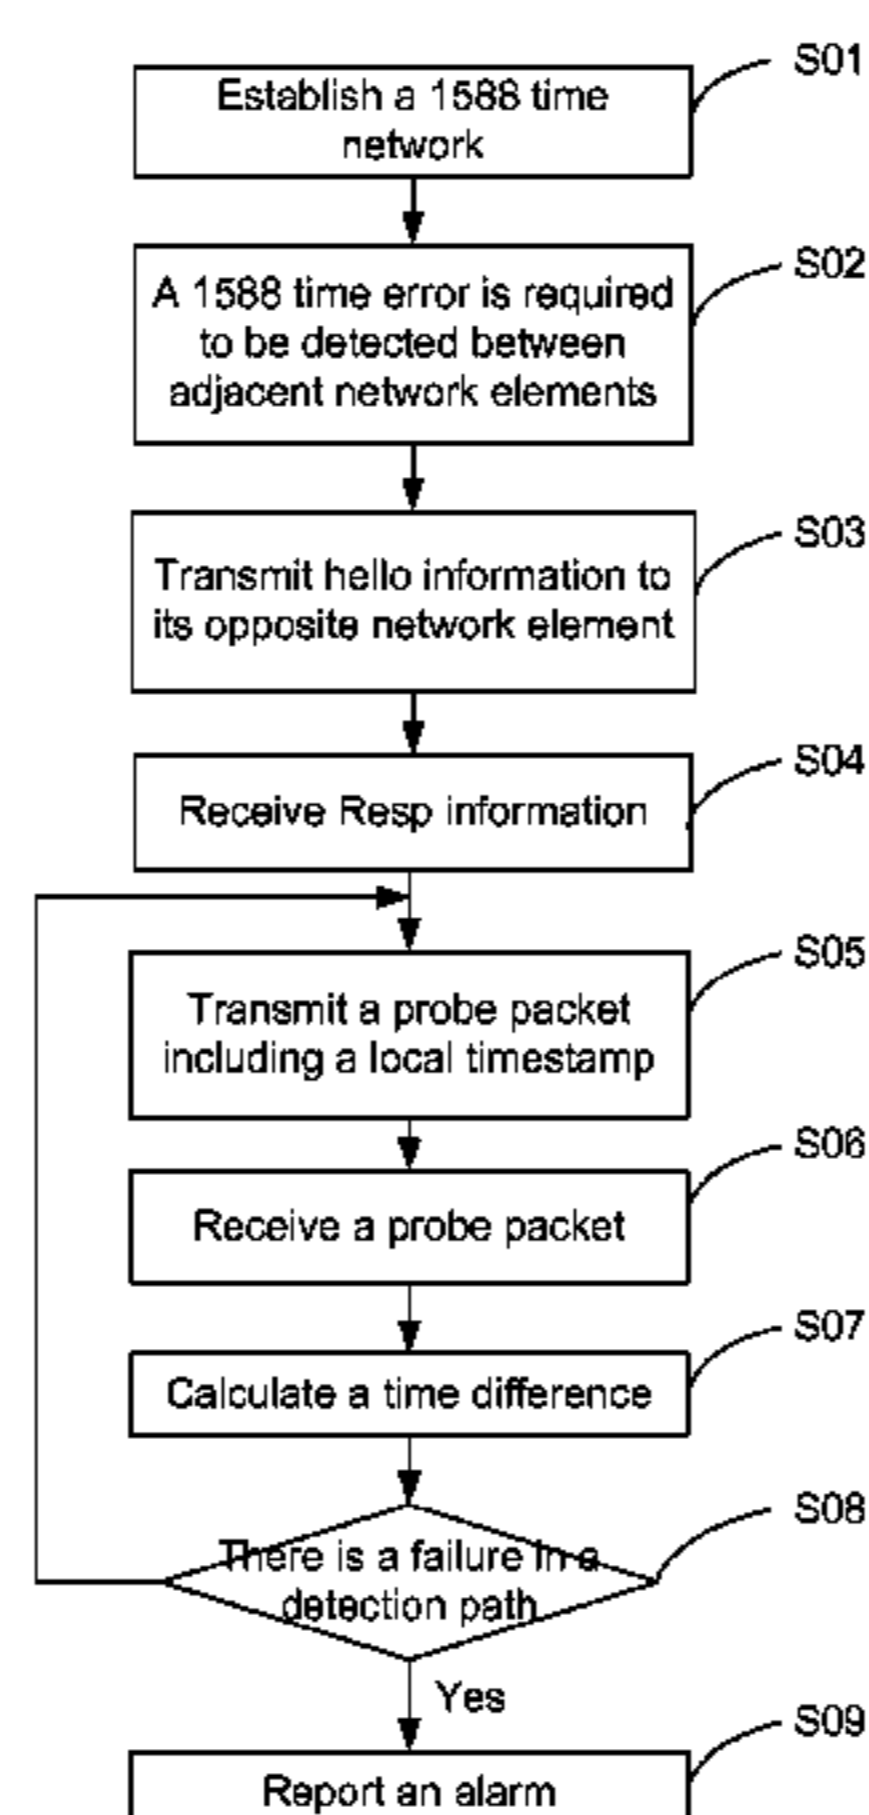 S01
Establish a 1588 time
network
S02
A 1588 time error is required
to be detected between
adjacent network elements
S03
Transmit hello information to
its opposite network element
S04
Receive Resp information
S05
Transmit a probe packet
including a local timestamp
S06
Receive a probe packet
S07
Calculate a time difference
S08
There is a failure in a
detection path
Yes
S09
Report an alarm